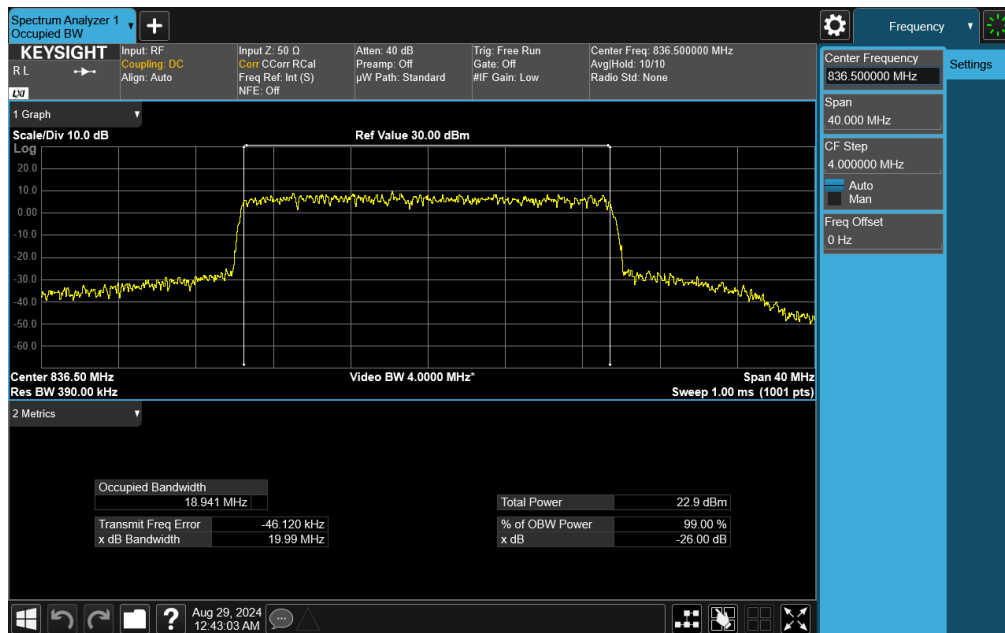 Spectrum Analyzer 1
Occupied BW
Frequency
KEYSIGHT
R L
LXI
Input: RF
Coupling: DC
Align: Auto
Input Z: 50 Ω
Corr CCorr RCal
Freq Ref: Int (S)
NFE: Off
Atten: 40 dB
Preamp: Off
µW Path: Standard
Trig: Free Run
Gate: Off
#IF Gain: Low
Center Freq: 836.500000 MHz
Avg|Hold: 10/10
Radio Std: None
Center Frequency
836.500000 MHz
Settings
Span
40.000 MHz
CF Step
4.000000 MHz
Auto
Man
Freq Offset
0 Hz
1 Graph
Scale/Div 10.0 dB
Ref Value 30.00 dBm
Log
20.0
10.0
0.00
-10.0
-20.0
-30.0
-40.0
-50.0
-60.0
Center 836.50 MHz
Video BW 4.0000 MHz*
Span 40 MHz
Res BW 390.00 kHz
Sweep 1.00 ms (1001 pts)
2 Metrics
Occupied Bandwidth
18.941 MHz
Total Power 22.9 dBm
Transmit Freq Error -46.120 kHz
% of OBW Power 99.00 %
x dB Bandwidth 19.99 MHz
x dB -26.00 dB
Aug 29, 2024
12:43:03 AM